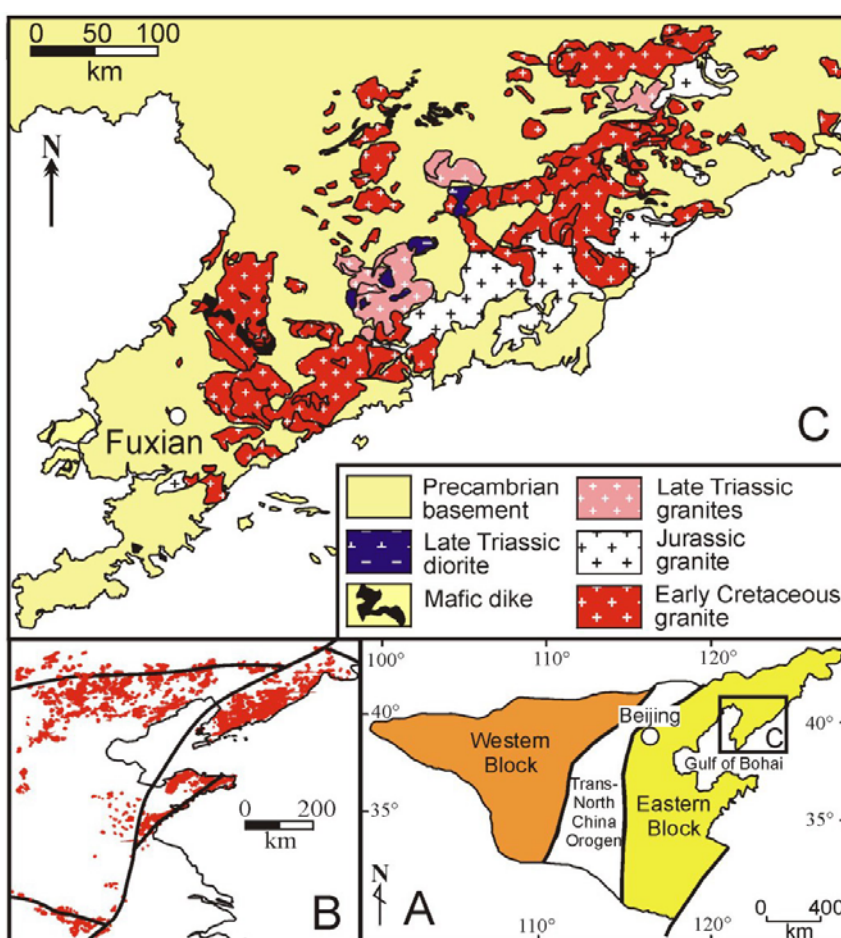 0 50 100
km
N
Fuxian
C
Precambrian
basement
Late Triassic
diorite
Mafic dike
Late Triassic
granites
Jurassic
granite
Early Cretaceous
granite
0 200
km
B
100° 110° 120°
40° 40°
35° 35°
110° 120°
Western
Block
Beijing
Trans-
North
China
Orogen
Eastern
Block
Gulf of Bohai
C
N
A
0 400
km